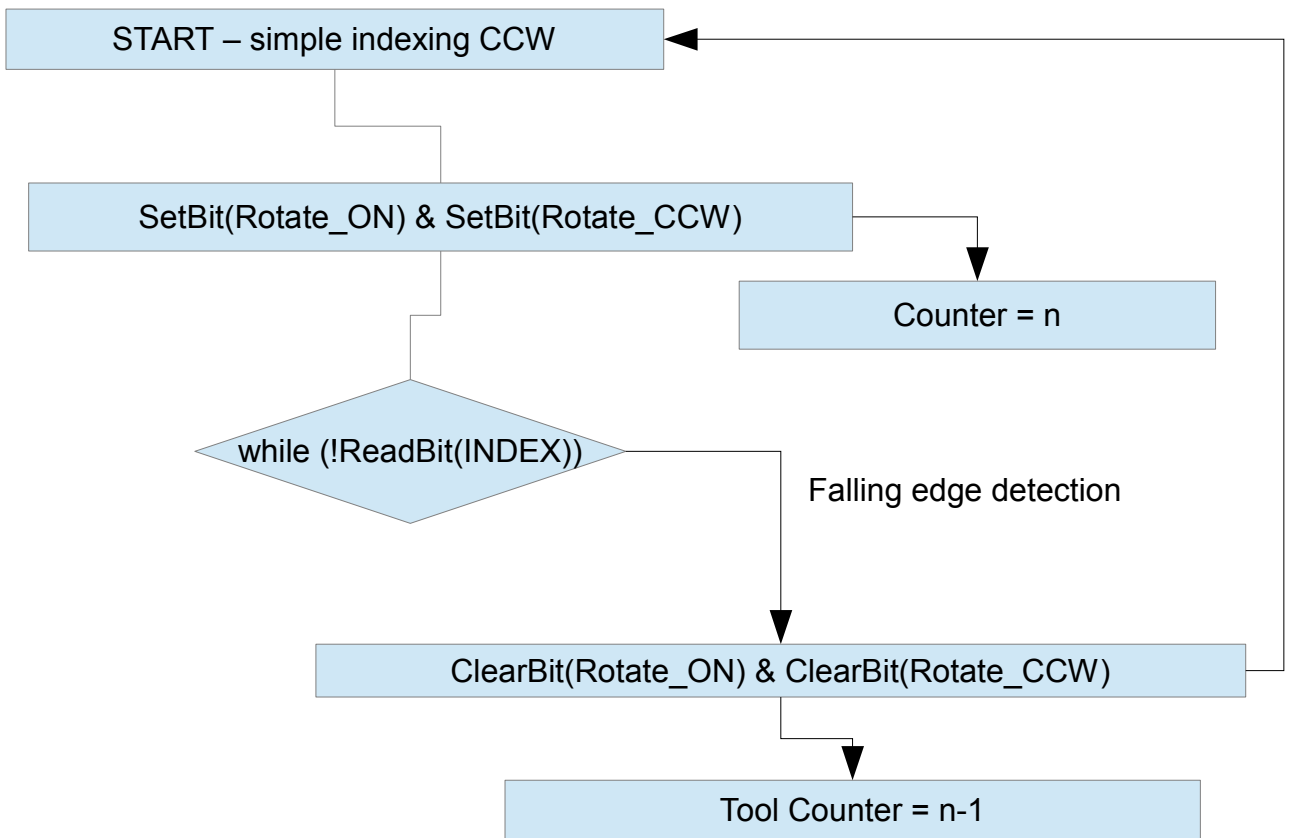 START – simple indexing CCW
SetBit(Rotate_ON) & SetBit(Rotate_CCW)
Counter = n
while (!ReadBit(INDEX))
Falling edge detection
ClearBit(Rotate_ON) & ClearBit(Rotate_CCW)
Tool Counter = n-1